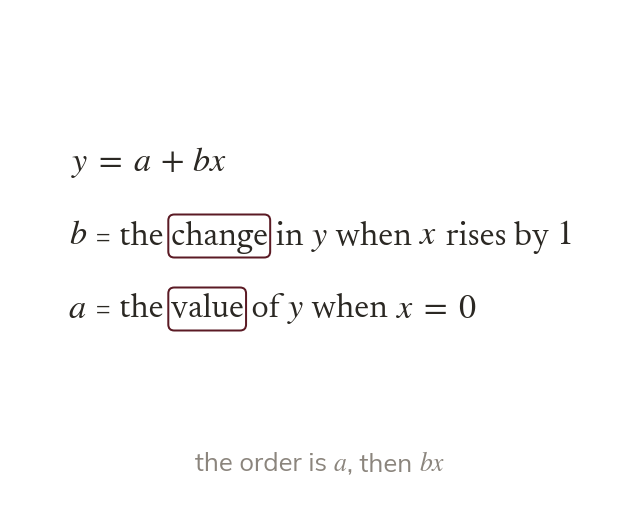 y = a + bx
b = the change in y when x rises by 1
a = the value of y when x = 0
the order is a, then bx